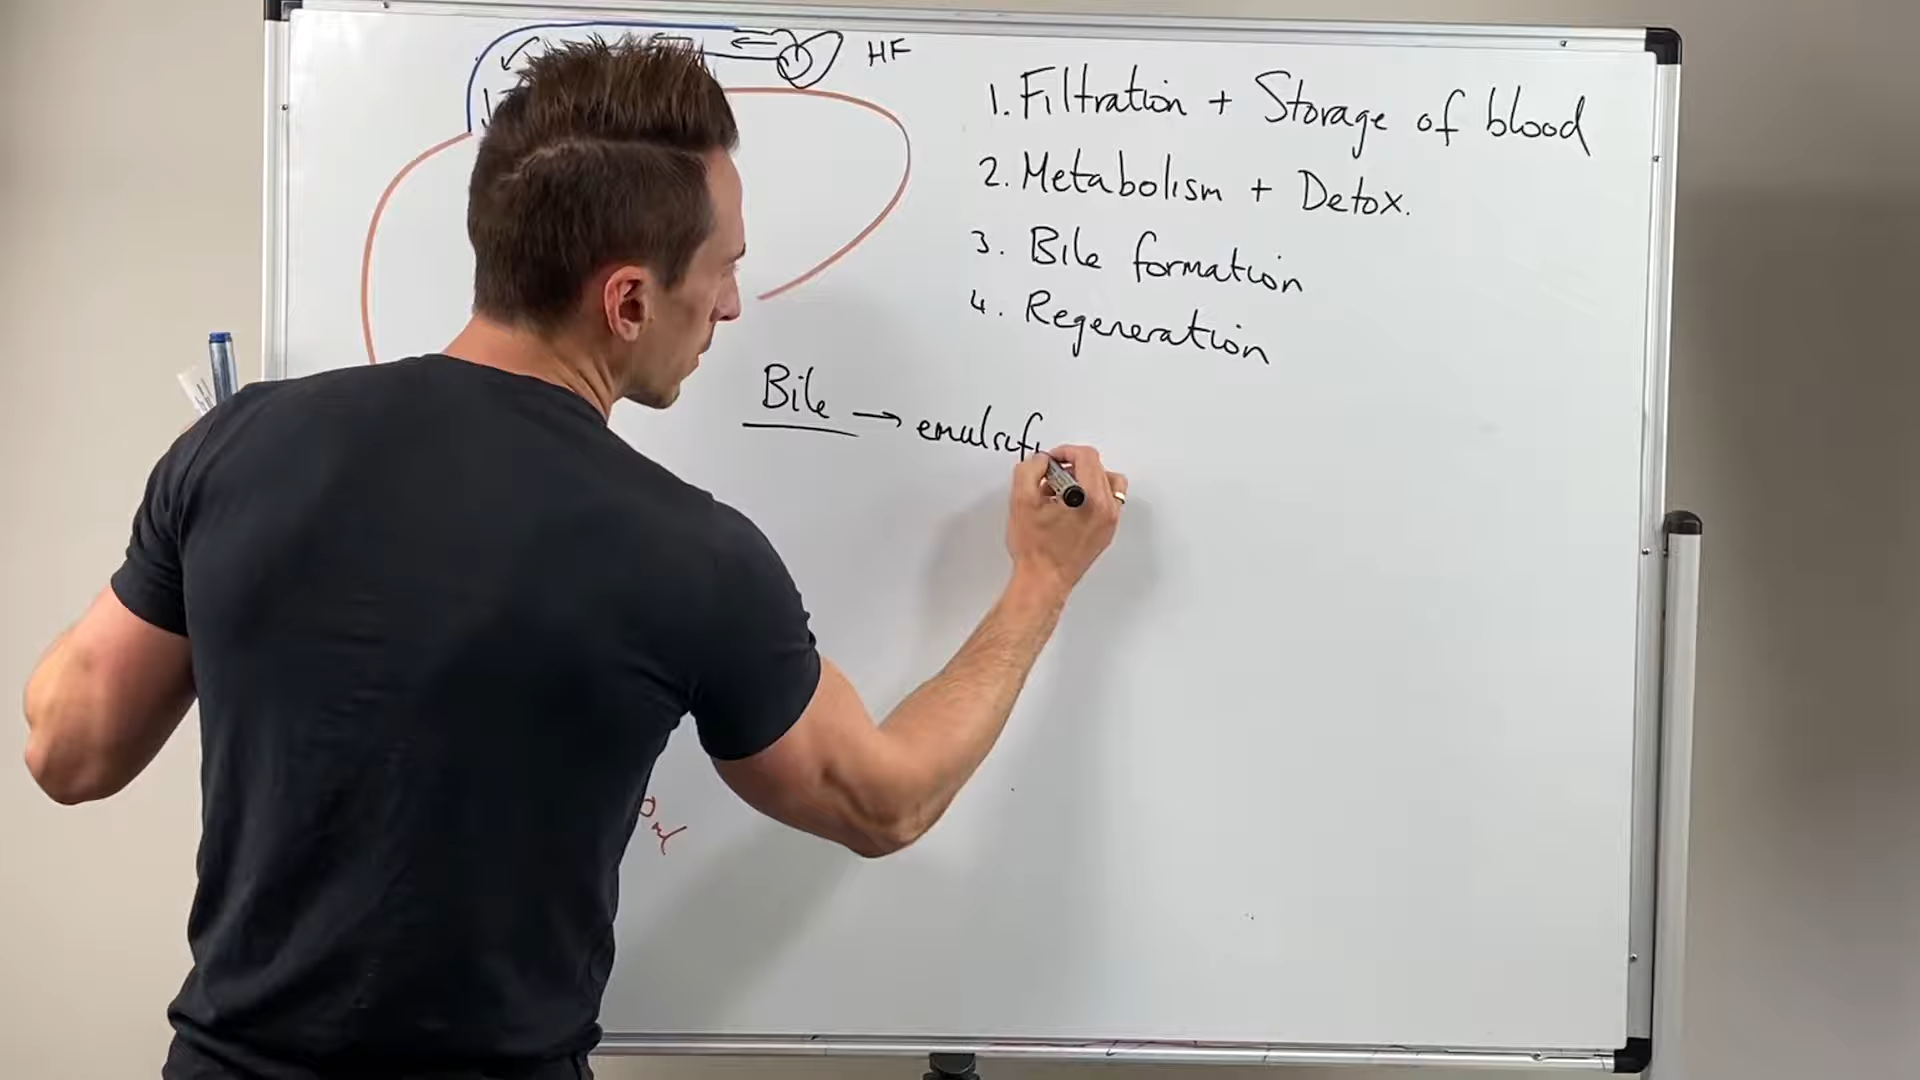 HF
1. Filtration + Storage of blood
2. Metabolism + Detox.
3. Bile formation
4. Regeneration
Bile → emulsif